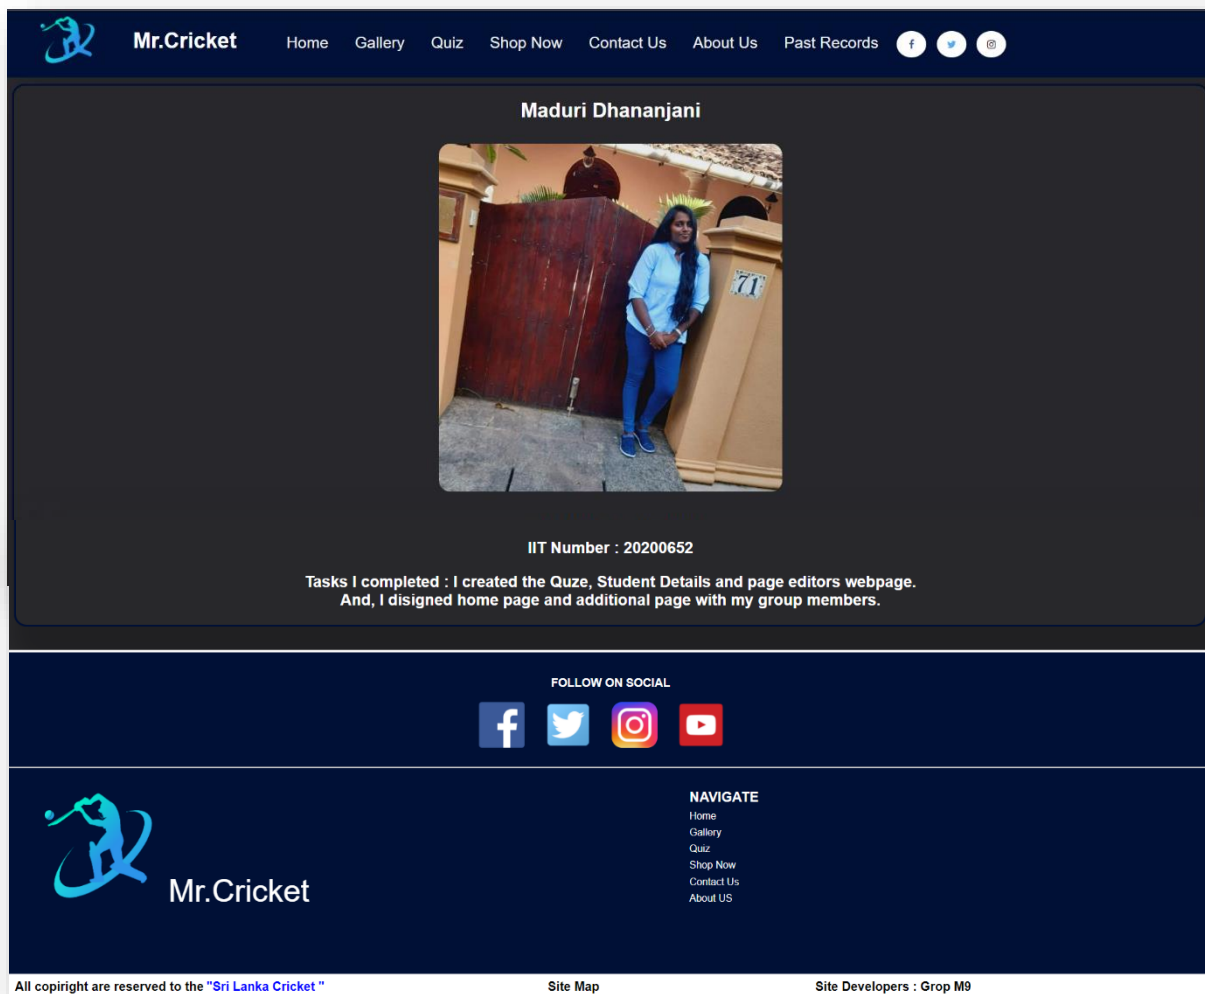 Mr.Cricket
Home Gallery Quiz Shop Now Contact Us About Us Past Records
Maduri Dhananjani
71
IIT Number : 20200652
Tasks I completed : I created the Quze, Student Details and page editors webpage.
And, I disigned home page and additional page with my group members.
FOLLOW ON SOCIAL
Mr.Cricket
NAVIGATE
Home
Gallery
Quiz
Shop Now
Contact Us
About US
All copiright are reserved to the "Sri Lanka Cricket " Site Map Site Developers : Grop M9